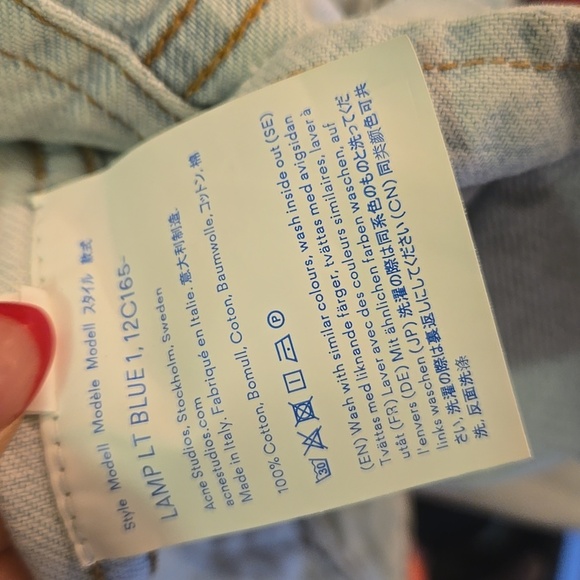 Style Modell Modèle Modell スタイル 款式
LAMP LT BLUE 1, 12C165-
Acne Studios, Stockholm, Sweden
acnestudios.com
Made in Italy. Fabriqué en Italie. 意大利制造.
100% Cotton, Bomull, Coton, Baumwolle, コットン, 棉
(EN) Wash with similar colours, wash inside out (SE)
Tvättas med liknande färger, tvättas med avigsidan
utåt (FR) Laver avec des couleurs similaires, laver à
l'envers (DE) Mit ähnlichen farben waschen, auf
links waschen (JP) 洗濯の際は同系色のものと洗ってくだ
さい, 洗濯の際は裏返しにしてください (CN) 同类颜色可共
洗, 反面洗涤